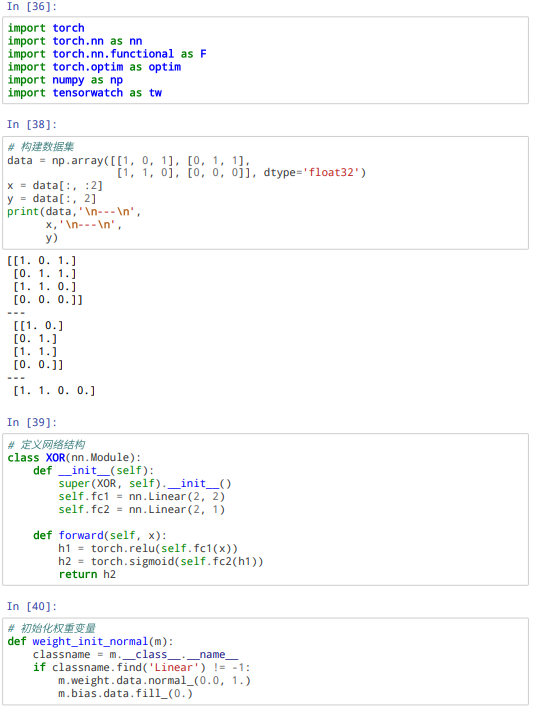 In [36]:
import torch
import torch.nn as nn
import torch.nn.functional as F
import torch.optim as optim
import numpy as np
import tensorwatch as tw
In [38]:
# 构建数据集
data = np.array([[1, 0, 1], [0, 1, 1],
                 [1, 1, 0], [0, 0, 0]], dtype='float32')
x = data[:, :2]
y = data[:, 2]
print(data,'\n---\n',
      x,'\n---\n',
      y)
[[1. 0. 1.]
 [0. 1. 1.]
 [1. 1. 0.]
 [0. 0. 0.]]
---
 [[1. 0.]
 [0. 1.]
 [1. 1.]
 [0. 0.]]
---
 [1. 1. 0. 0.]
In [39]:
# 定义网络结构
class XOR(nn.Module):
    def __init__(self):
        super(XOR, self).__init__()
        self.fc1 = nn.Linear(2, 2)
        self.fc2 = nn.Linear(2, 1)
    def forward(self, x):
        h1 = torch.relu(self.fc1(x))
        h2 = torch.sigmoid(self.fc2(h1))
        return h2
In [40]:
# 初始化权重变量
def weight_init_normal(m):
    classname = m.__class__.__name__
    if classname.find('Linear') != -1:
        m.weight.data.normal_(0.0, 1.)
        m.bias.data.fill_(0.)